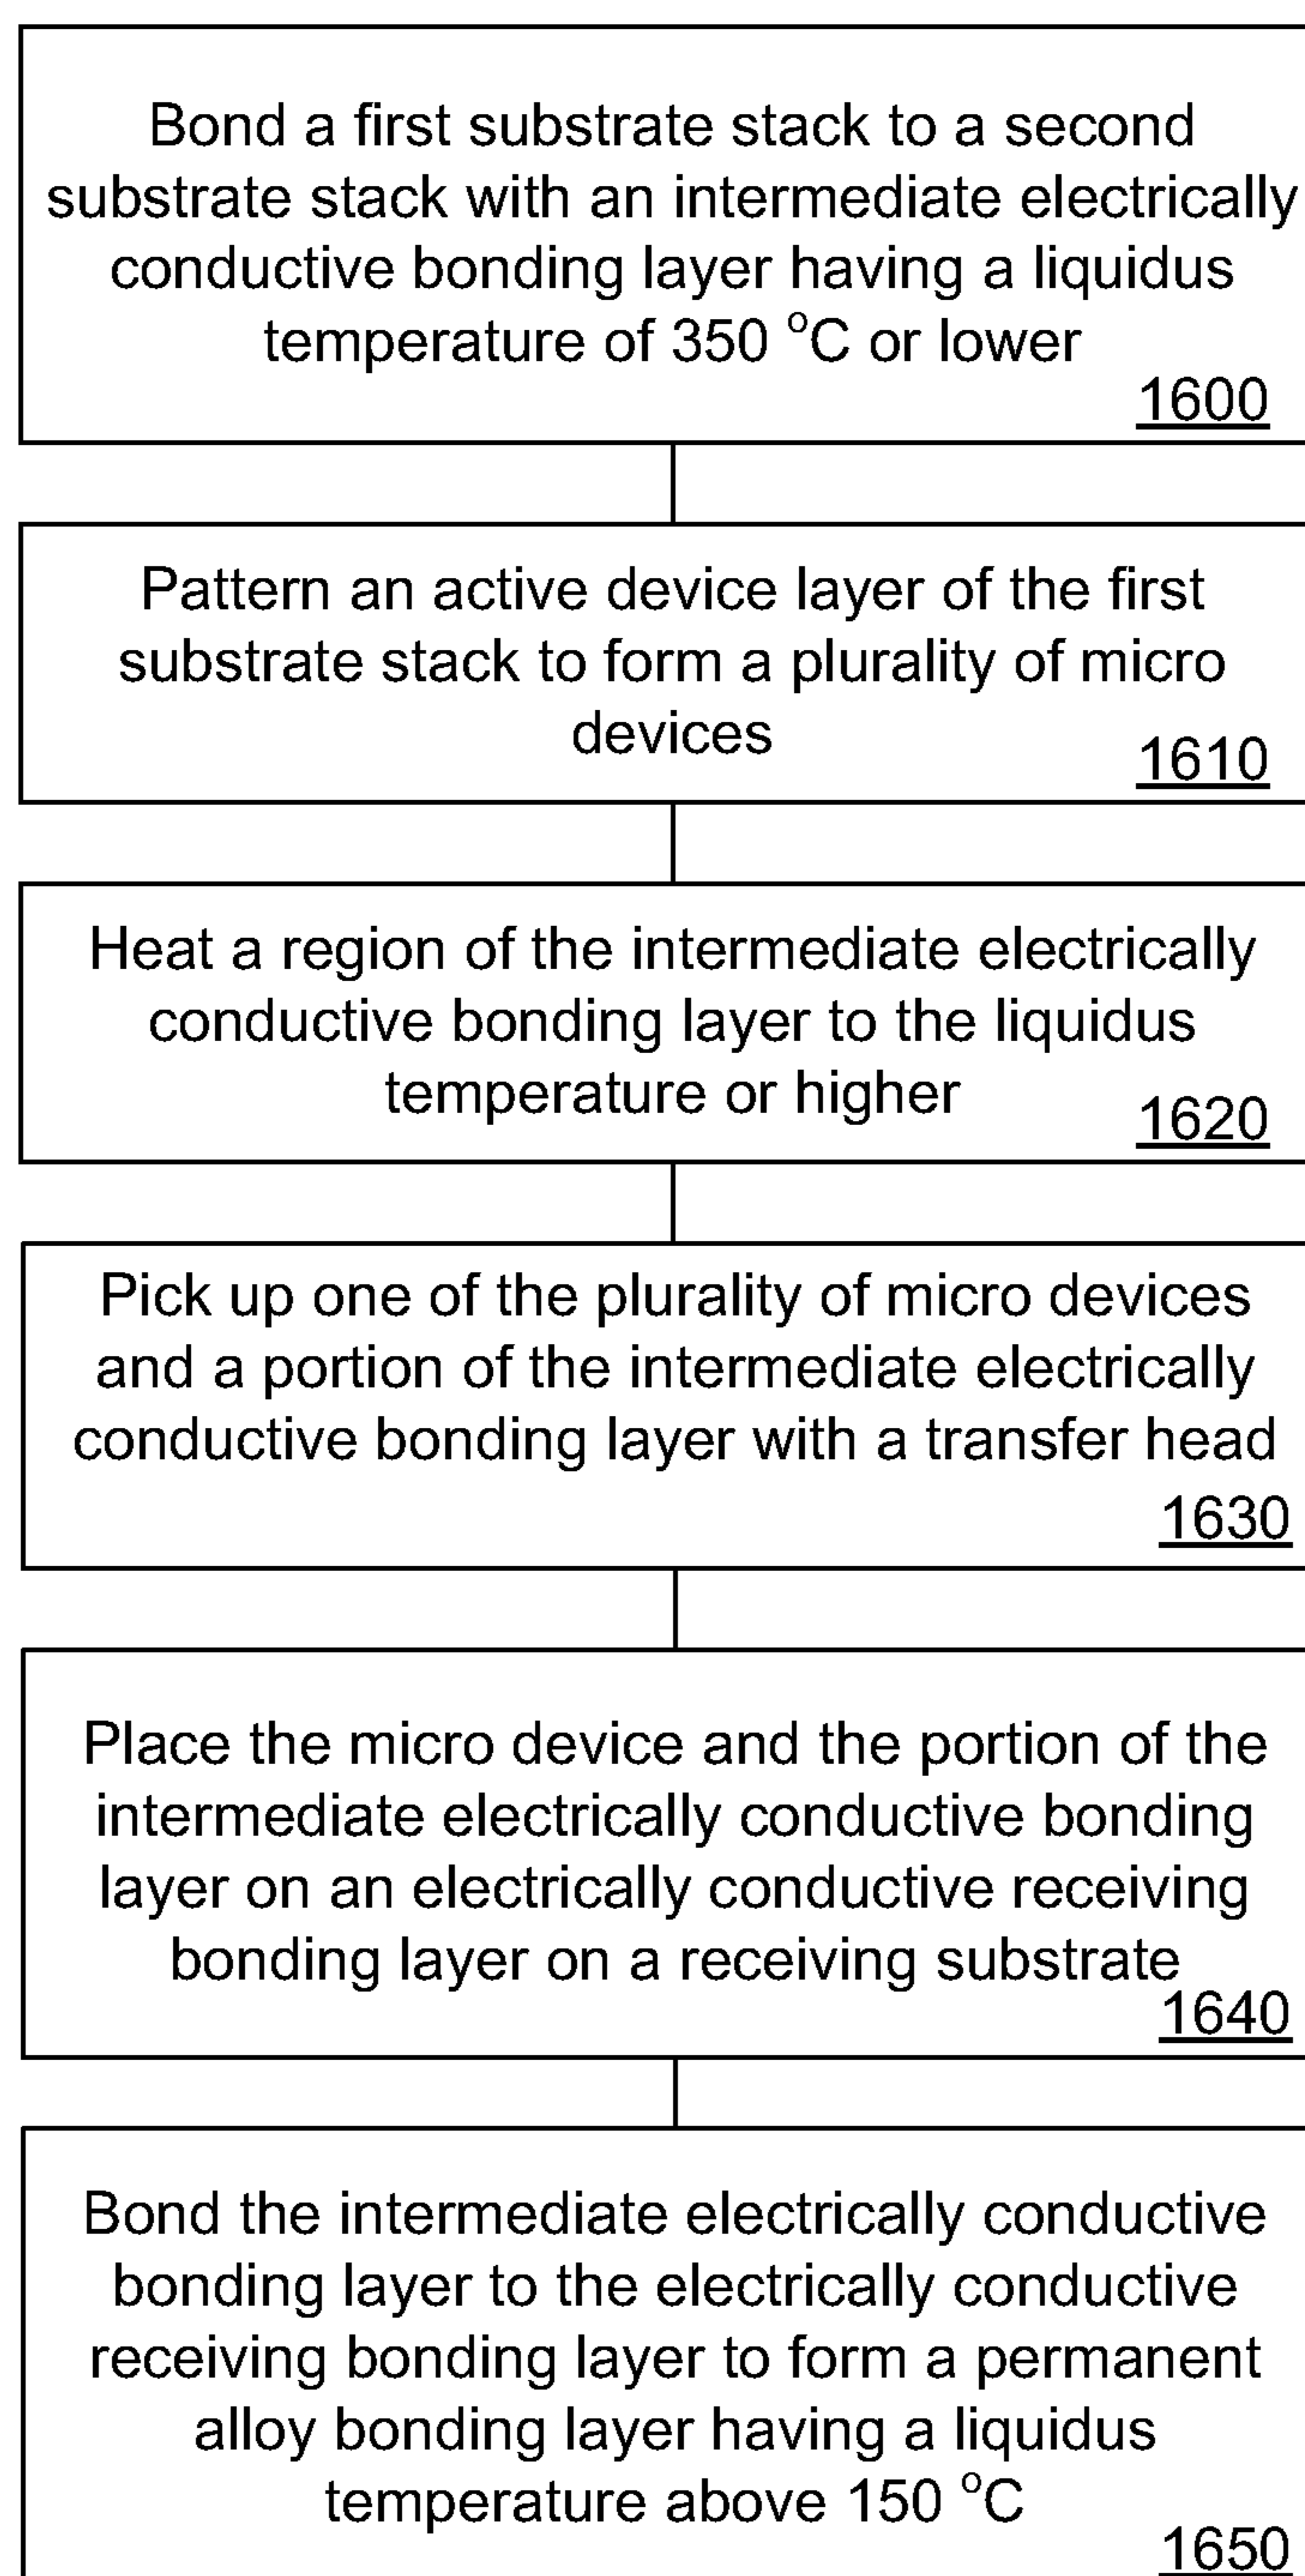 Bond a first substrate stack to a second
substrate stack with an intermediate electrically
conductive bonding layer having a liquidus
temperature of 350 °C or lower
1600
Pattern an active device layer of the first
substrate stack to form a plurality of micro
devices
1610
Heat a region of the intermediate electrically
conductive bonding layer to the liquidus
temperature or higher
1620
Pick up one of the plurality of micro devices
and a portion of the intermediate electrically
conductive bonding layer with a transfer head
1630
Place the micro device and the portion of the
intermediate electrically conductive bonding
layer on an electrically conductive receiving
bonding layer on a receiving substrate
1640
Bond the intermediate electrically conductive
bonding layer to the electrically conductive
receiving bonding layer to form a permanent
alloy bonding layer having a liquidus
temperature above 150 °C
1650